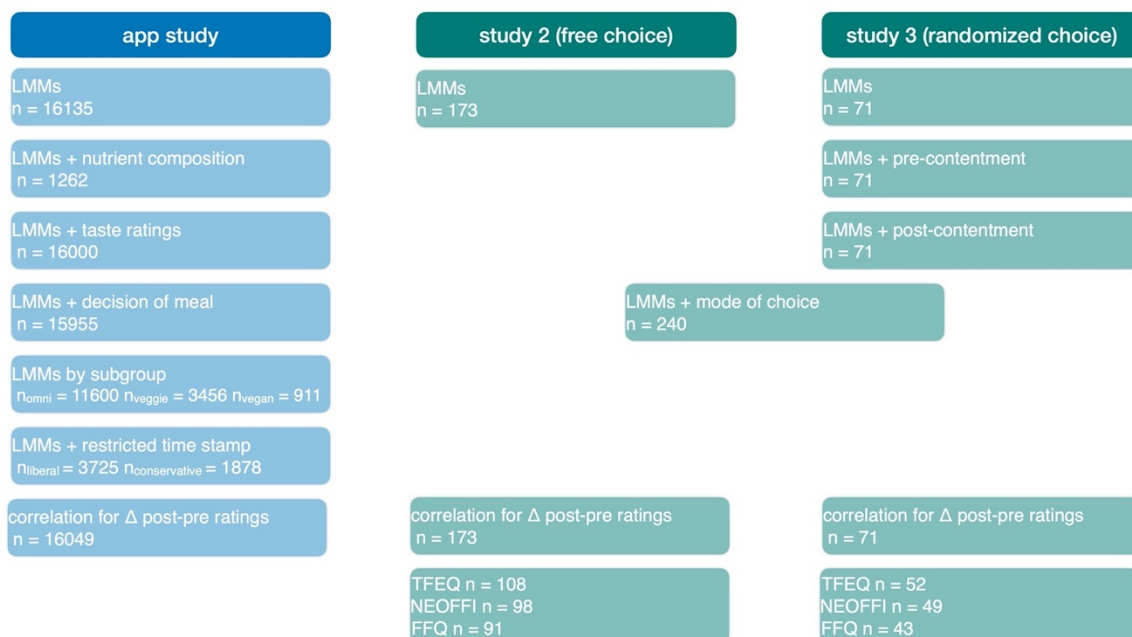 app study
LMMs
n = 16135
LMMs + nutrient composition
n = 1262
LMMs + taste ratings
n = 16000
LMMs + decision of meal
n = 15955
LMMs by subgroup
nomni = 11600 nveggie = 3456 nvegan = 911
LMMs + restricted time stamp
nliberal = 3725 nconservative = 1878
correlation for Δ post-pre ratings
n = 16049
study 2 (free choice)
LMMs
n = 173
LMMs + mode of choice
n = 240
correlation for Δ post-pre ratings
n = 173
TFEQ n = 108
NEOFFI n = 98
FFQ n = 91
study 3 (randomized choice)
LMMs
n = 71
LMMs + pre-contentment
n = 71
LMMs + post-contentment
n = 71
correlation for Δ post-pre ratings
n = 71
TFEQ n = 52
NEOFFI n = 49
FFQ n = 43